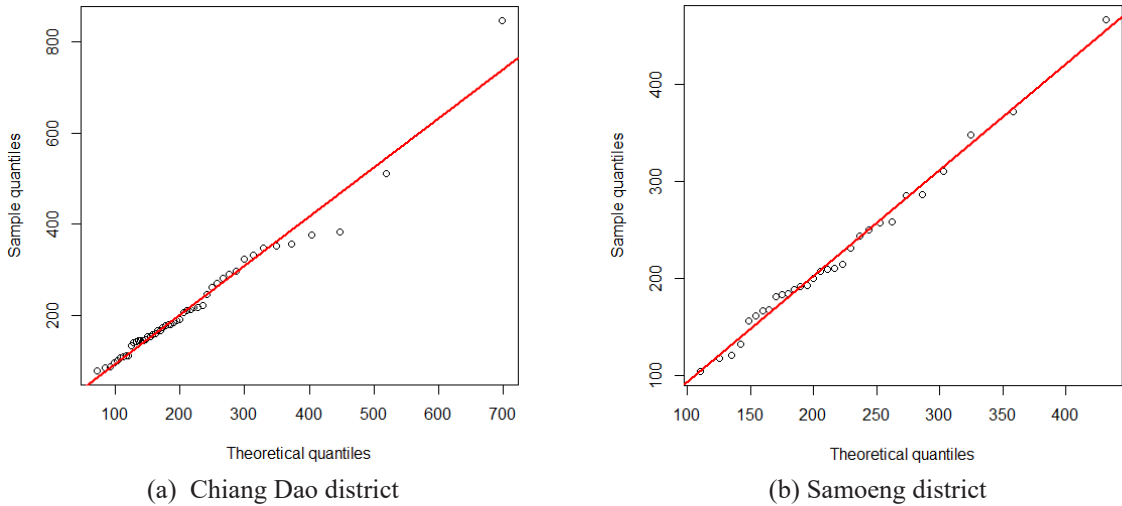 800
600
400
200
Sample quantiles
100 200 300 400 500 600 700
Theoretical quantiles
(a) Chiang Dao district
400
300
200
100
Sample quantiles
100 150 200 250 300 350 400
Theoretical quantiles
(b) Samoeng district